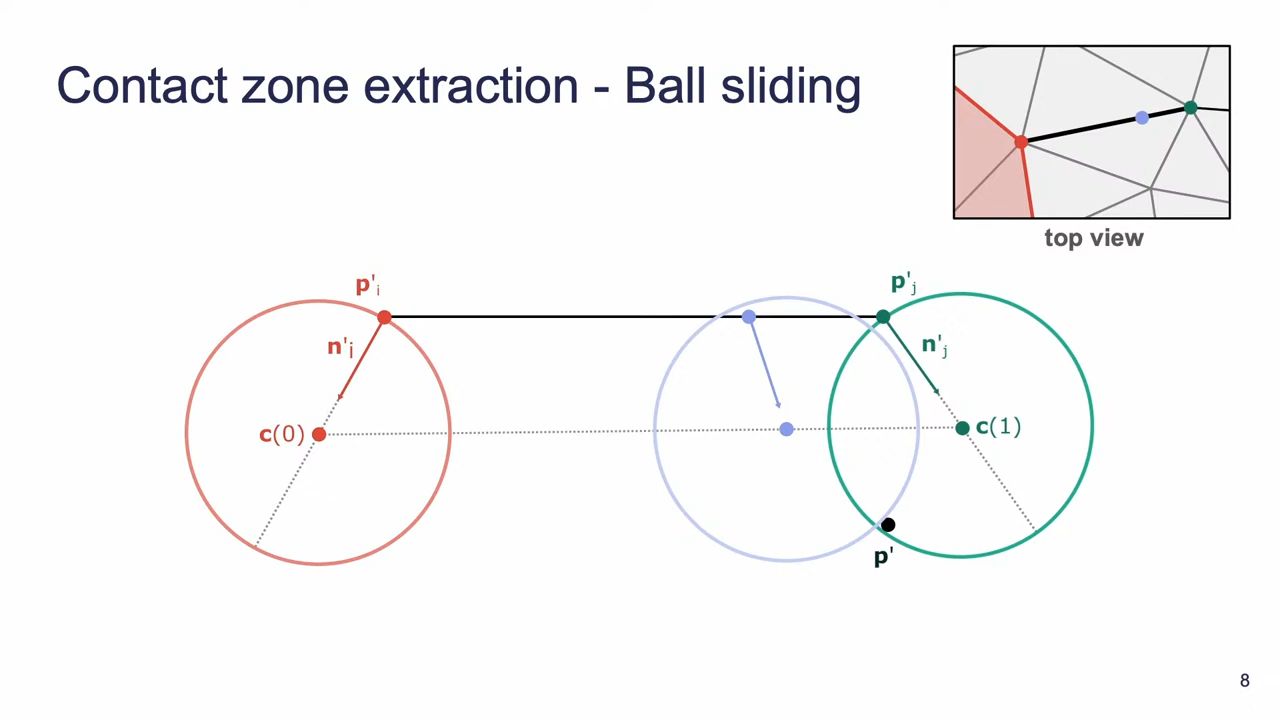 Contact zone extraction - Ball sliding
top view
p'i
p'j
n'i
n'j
c(0)
c(1)
p'
8